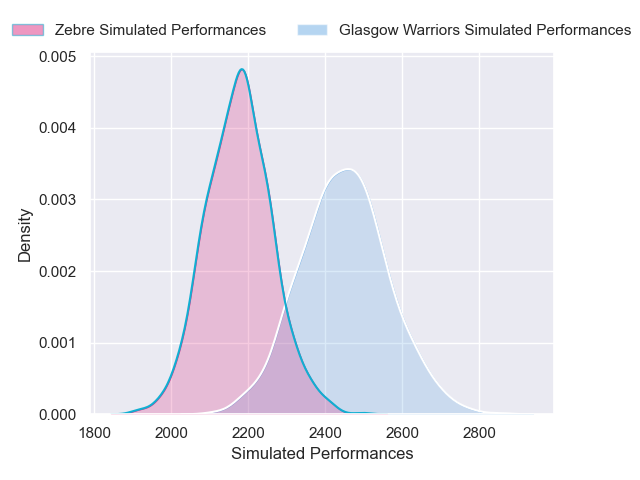 Zebre Simulated Performances
Glasgow Warriors Simulated Performances
0.005
0.004
0.003
0.002
0.001
0.000
Density
1800 2000 2200 2400 2600 2800
Simulated Performances